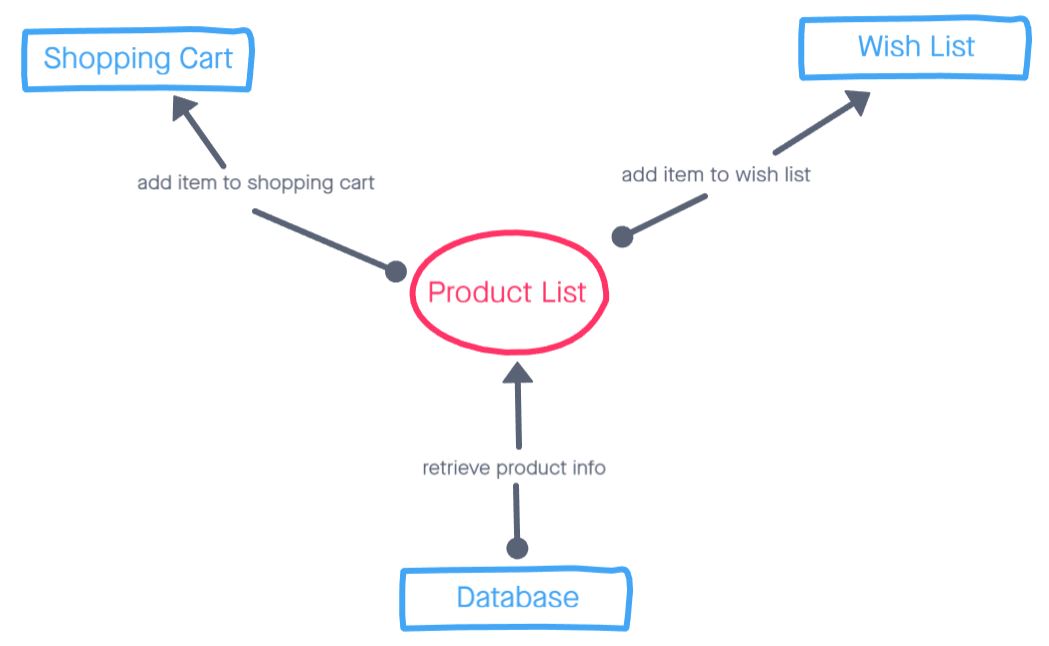 Shopping Cart
Wish List
add item to shopping cart
add item to wish list
Product List
retrieve product info
Database